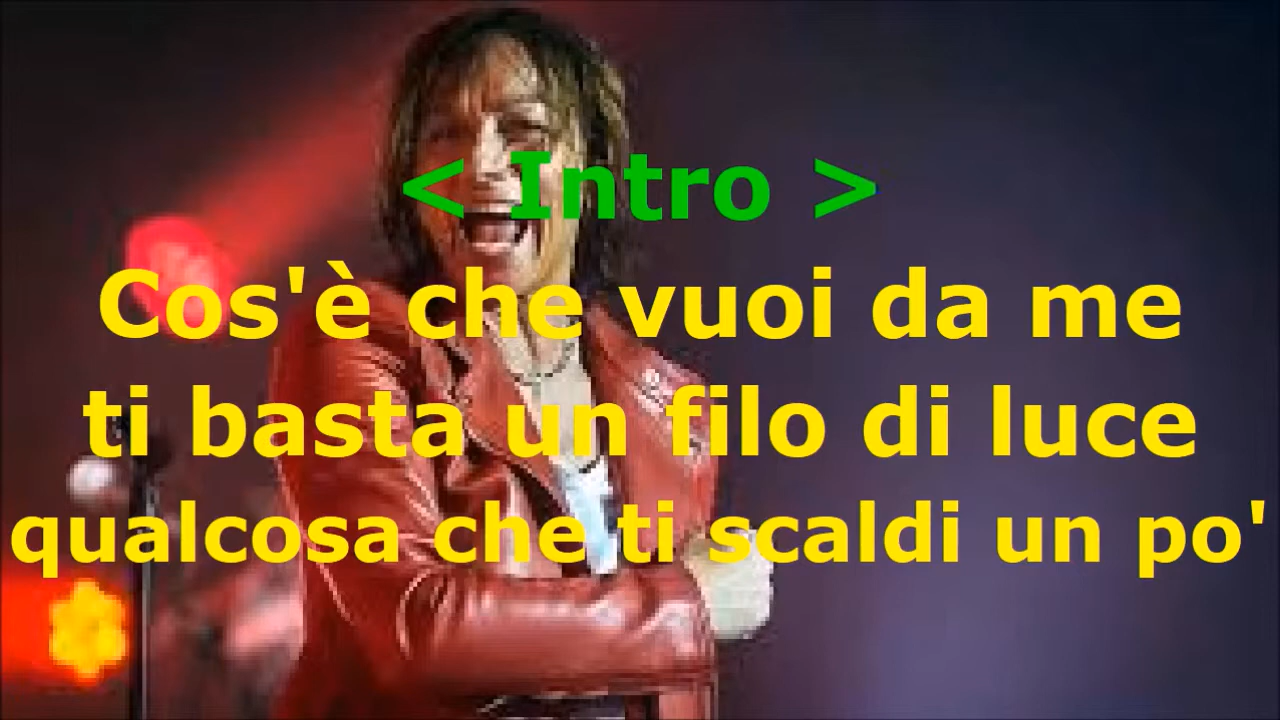 < Intro >
Cos'è che vuoi da me
ti basta un filo di luce
qualcosa che ti scaldi un po'